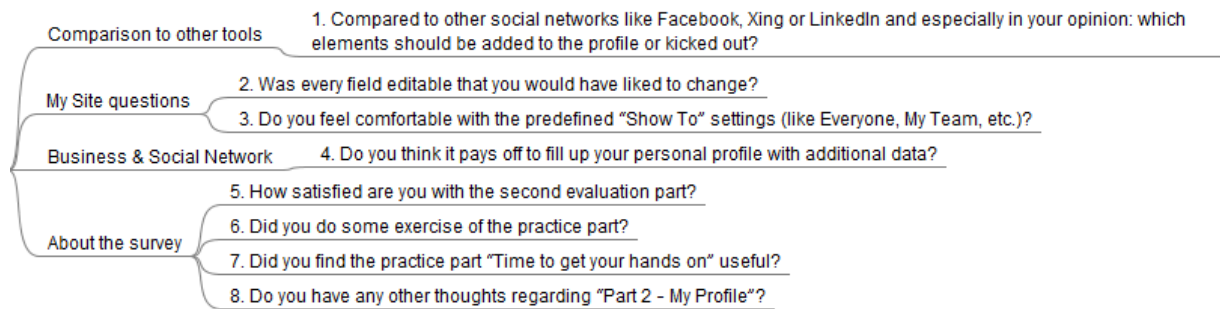 Comparison to other tools
1. Compared to other social networks like Facebook, Xing or LinkedIn and especially in your opinion: which
elements should be added to the profile or kicked out?
My Site questions
2. Was every field editable that you would have liked to change?
3. Do you feel comfortable with the predefined "Show To" settings (like Everyone, My Team, etc.)?
Business & Social Network
4. Do you think it pays off to fill up your personal profile with additional data?
About the survey
5. How satisfied are you with the second evaluation part?
6. Did you do some exercise of the practice part?
7. Did you find the practice part "Time to get your hands on" useful?
8. Do you have any other thoughts regarding "Part 2 - My Profile"?